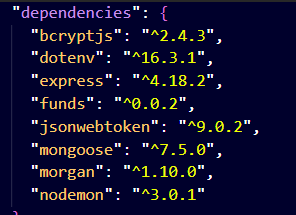 "dependencies": {
"bcryptjs": "^2.4.3",
"dotenv": "^16.3.1",
"express": "^4.18.2",
"funds": "^0.0.2",
"jsonwebtoken": "^9.0.2",
"mongoose": "^7.5.0",
"morgan": "^1.10.0",
"nodemon": "^3.0.1"
}